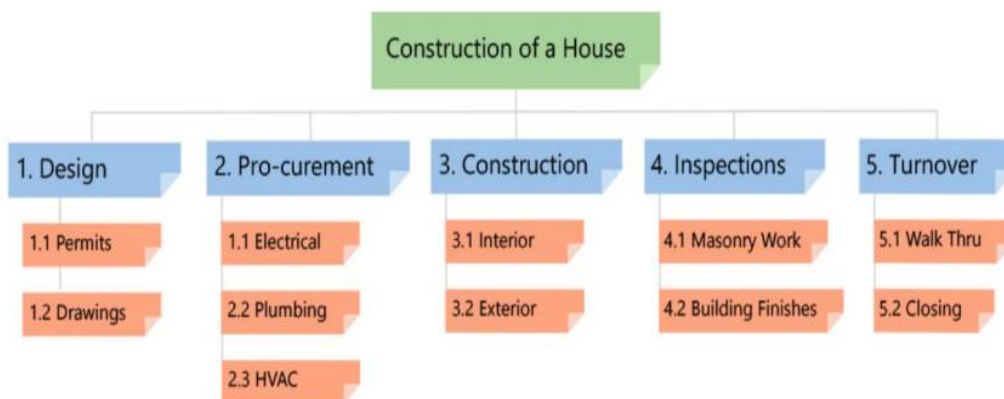 Construction of a House
1. Design
2. Pro-curement
3. Construction
4. Inspections
5. Turnover
1.1 Permits
1.1 Electrical
3.1 Interior
4.1 Masonry Work
5.1 Walk Thru
1.2 Drawings
2.2 Plumbing
3.2 Exterior
4.2 Building Finishes
5.2 Closing
2.3 HVAC